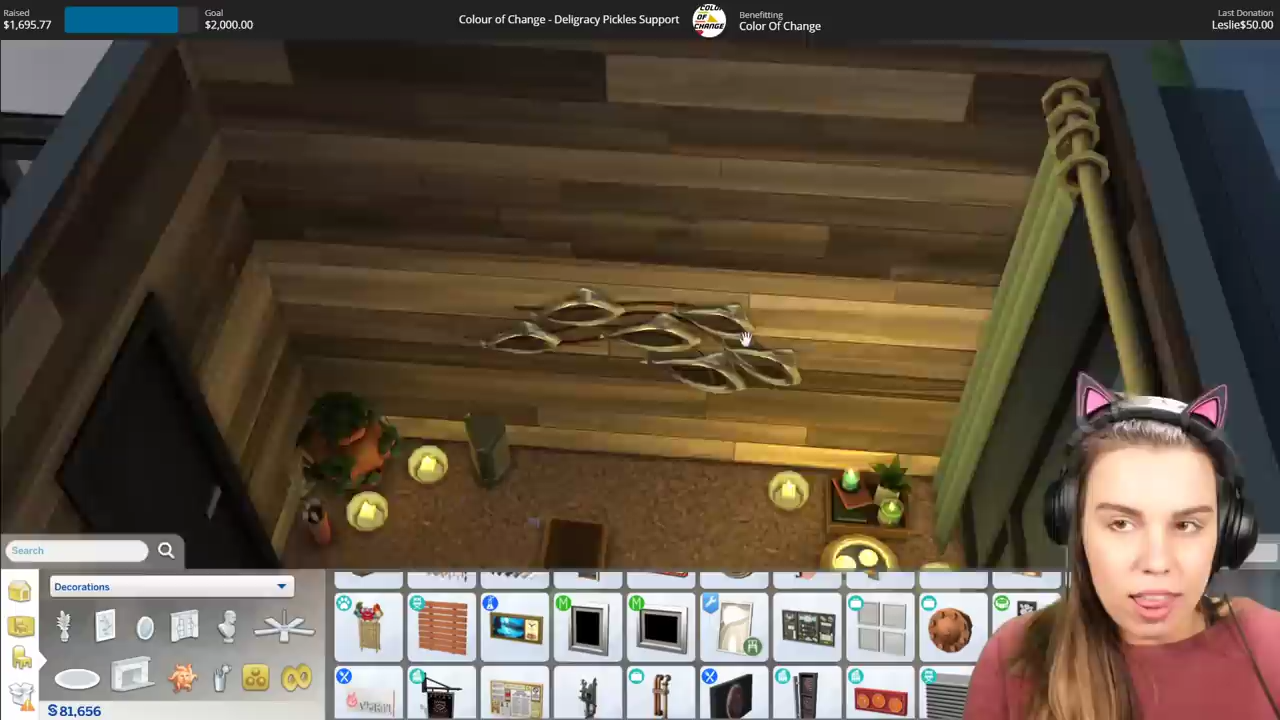 Raised
$1,695.77
Goal
$2,000.00
Colour of Change - Deligracy Pickles Support
COLOR
OF
CHANGE
Benefitting
Color Of Change
Last Donation
Leslie$50.00
Search
Decorations
M
M
§81,656